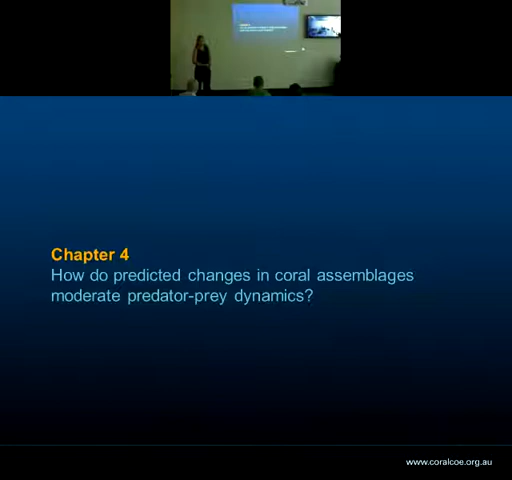 Chapter 4
How do predicted changes in coral assemblages
moderate predator-prey dynamics?
www.coralcoe.org.au